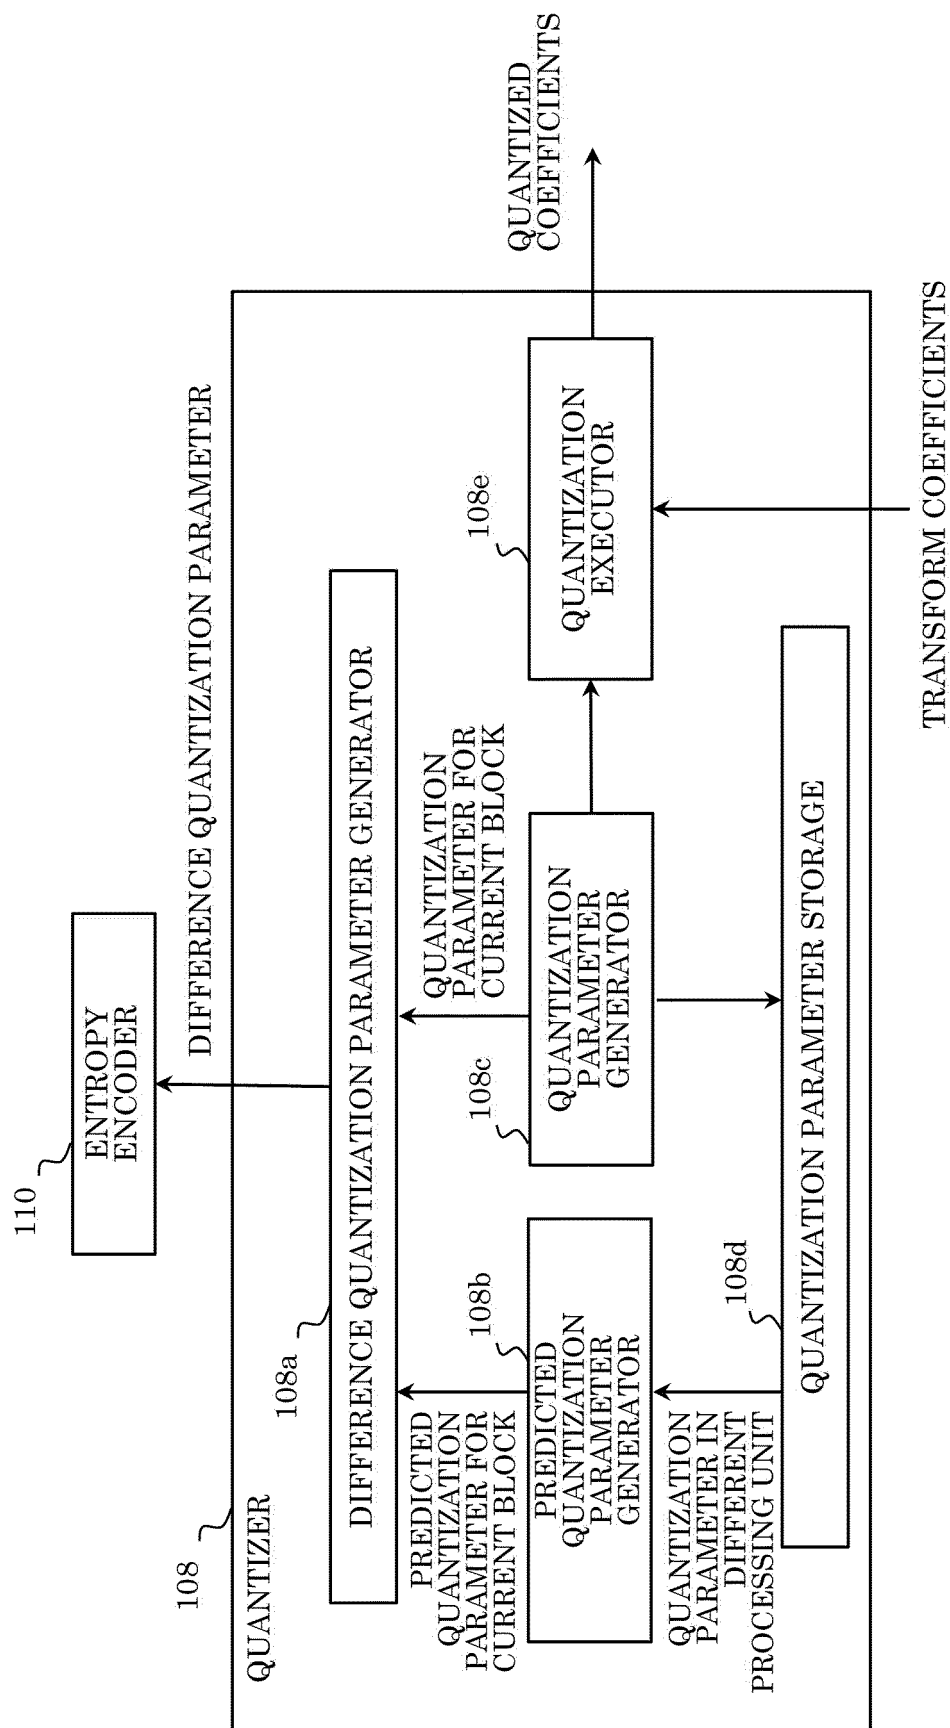 110
ENTROPY
ENCODER
DIFFERENCE QUANTIZATION PARAMETER
108
QUANTIZER
108a
DIFFERENCE QUANTIZATION PARAMETER GENERATOR
PREDICTED
QUANTIZATION
PARAMETER FOR
CURRENT BLOCK
QUANTIZATION
PARAMETER FOR
CURRENT BLOCK
108b
PREDICTED
QUANTIZATION
PARAMETER
GENERATOR
108c
QUANTIZATION
PARAMETER
GENERATOR
108e
QUANTIZATION
EXECUTOR
QUANTIZED
COEFFICIENTS
QUANTIZATION
PARAMETER IN
DIFFERENT
PROCESSING UNIT
108d
QUANTIZATION PARAMETER STORAGE
TRANSFORM COEFFICIENTS